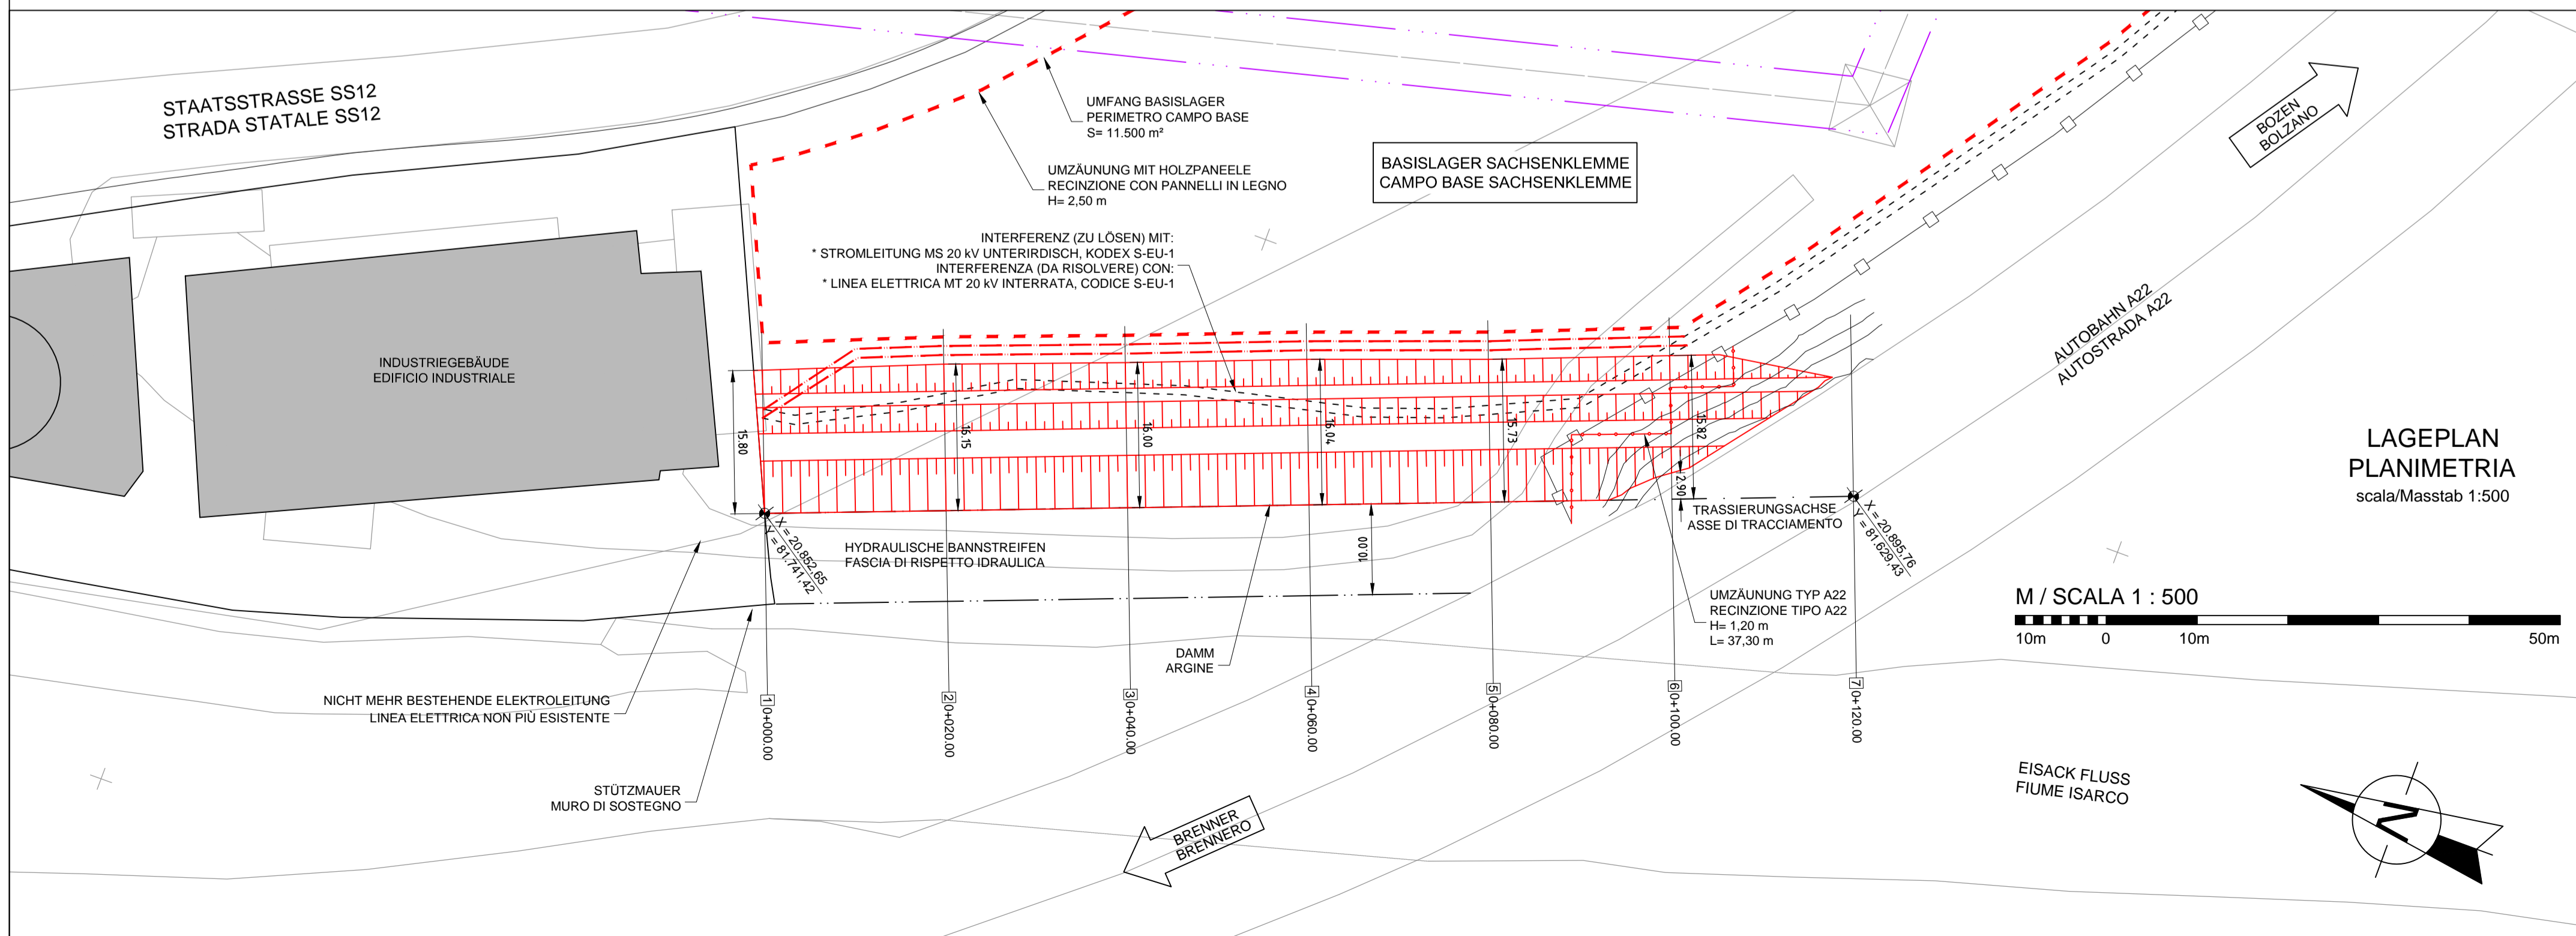 STAATSSTRASSE SS12
STRADA STATALE SS12
UMFANG BASISLAGER
PERIMETRO CAMPO BASE
S= 11.500 m²
UMZÄUNUNG MIT HOLZPANEELE
RECINZIONE CON PANNELLI IN LEGNO
H= 2,50 m
BASISLAGER SACHSENKLEMME
CAMPO BASE SACHSENKLEMME
BOZEN
BOLZANO
INTERFERENZ (ZU LÖSEN) MIT:
* STROMLEITUNG MS 20 kV UNTERIRDISCH, KODEX S-EU-1
INTERFERENZA (DA RISOLVERE) CON:
* LINEA ELETTRICA MT 20 kV INTERRATA, CODICE S-EU-1
AUTOBAHN A22
AUTOSTRADA A22
INDUSTRIEGEBÄUDE
EDIFICIO INDUSTRIALE
15.80
16.15
16.00
16.04
15.73
15.82
2.90
10.00
LAGEPLAN
PLANIMETRIA
scala/Masstab 1:500
X = 20.852,65
Y = 81.741,42
HYDRAULISCHE BANNSTREIFEN
FASCIA DI RISPETTO IDRAULICA
TRASSIERUNGSACHSE
ASSE DI TRACCIAMENTO
X = 20.895,76
Y = 81.629,43
UMZÄUNUNG TYP A22
RECINZIONE TIPO A22
H= 1,20 m
L= 37,30 m
M / SCALA 1 : 500
10m 0 10m 50m
DAMM
ARGINE
NICHT MEHR BESTEHENDE ELEKTROLEITUNG
LINEA ELETTRICA NON PIÙ ESISTENTE
1 0+000.00
2 0+020.00
3 0+040.00
4 0+060.00
5 0+080.00
6 0+100.00
7 0+120.00
STÜTZMAUER
MURO DI SOSTEGNO
BRENNER
BRENNERO
EISACK FLUSS
FIUME ISARCO
N